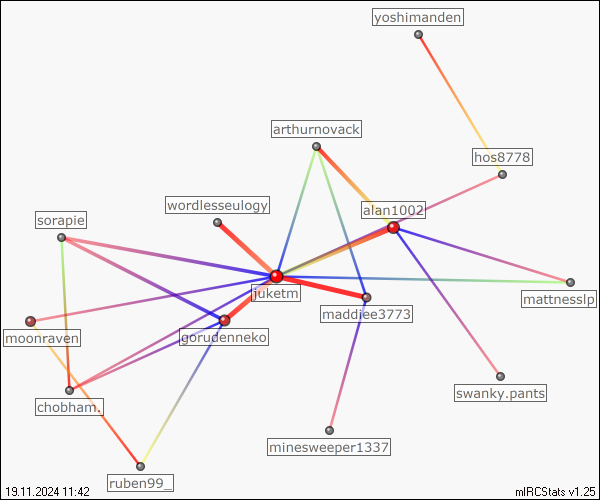 yoshimanden
arthurnovack
hos8778
wordlesseulogy
alan1002
sorapie
juketm
mattnesslp
maddiee3773
moonraven
gorudenneko
swanky.pants
chobham.
minesweeper1337
ruben99_
19.11.2024 11:42
mIRCStats v1.25